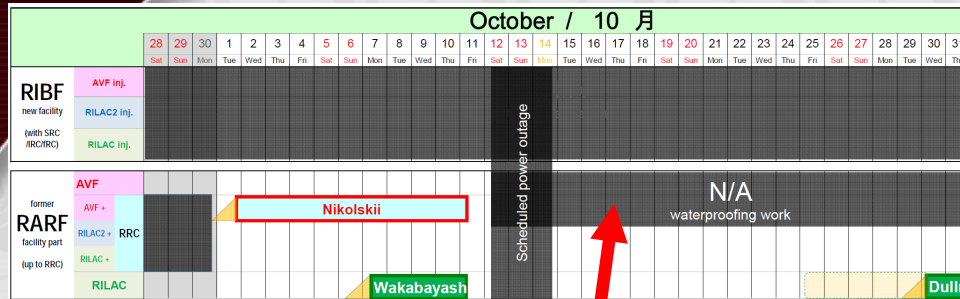 October / 10 月
28 29 30 1 2 3 4 5 6 7 8 9 10 11 12 13 14 15 16 17 18 19 20 21 22 23 24 25 26 27 28 29 30 31
Sat Sun Mon Tue Wed Thu Fri Sat Sun Mon Tue Wed Thu Fri Sat Sun Mon Tue Wed Thu Fri Sat Sun Mon Tue Wed Thu Fri Sat Sun Mon Tue Wed Th
RIBF
new facility
(with SRC
/IRC/fRC)
AVF inj.
RILAC2 inj.
RILAC inj.
Scheduled power outage
former
RARF
facility part
(up to RRC)
AVF
AVF +
RILAC2 +
RILAC +
RRC
RILAC
Nikolskii
N/A
waterproofing work
Wakabayash